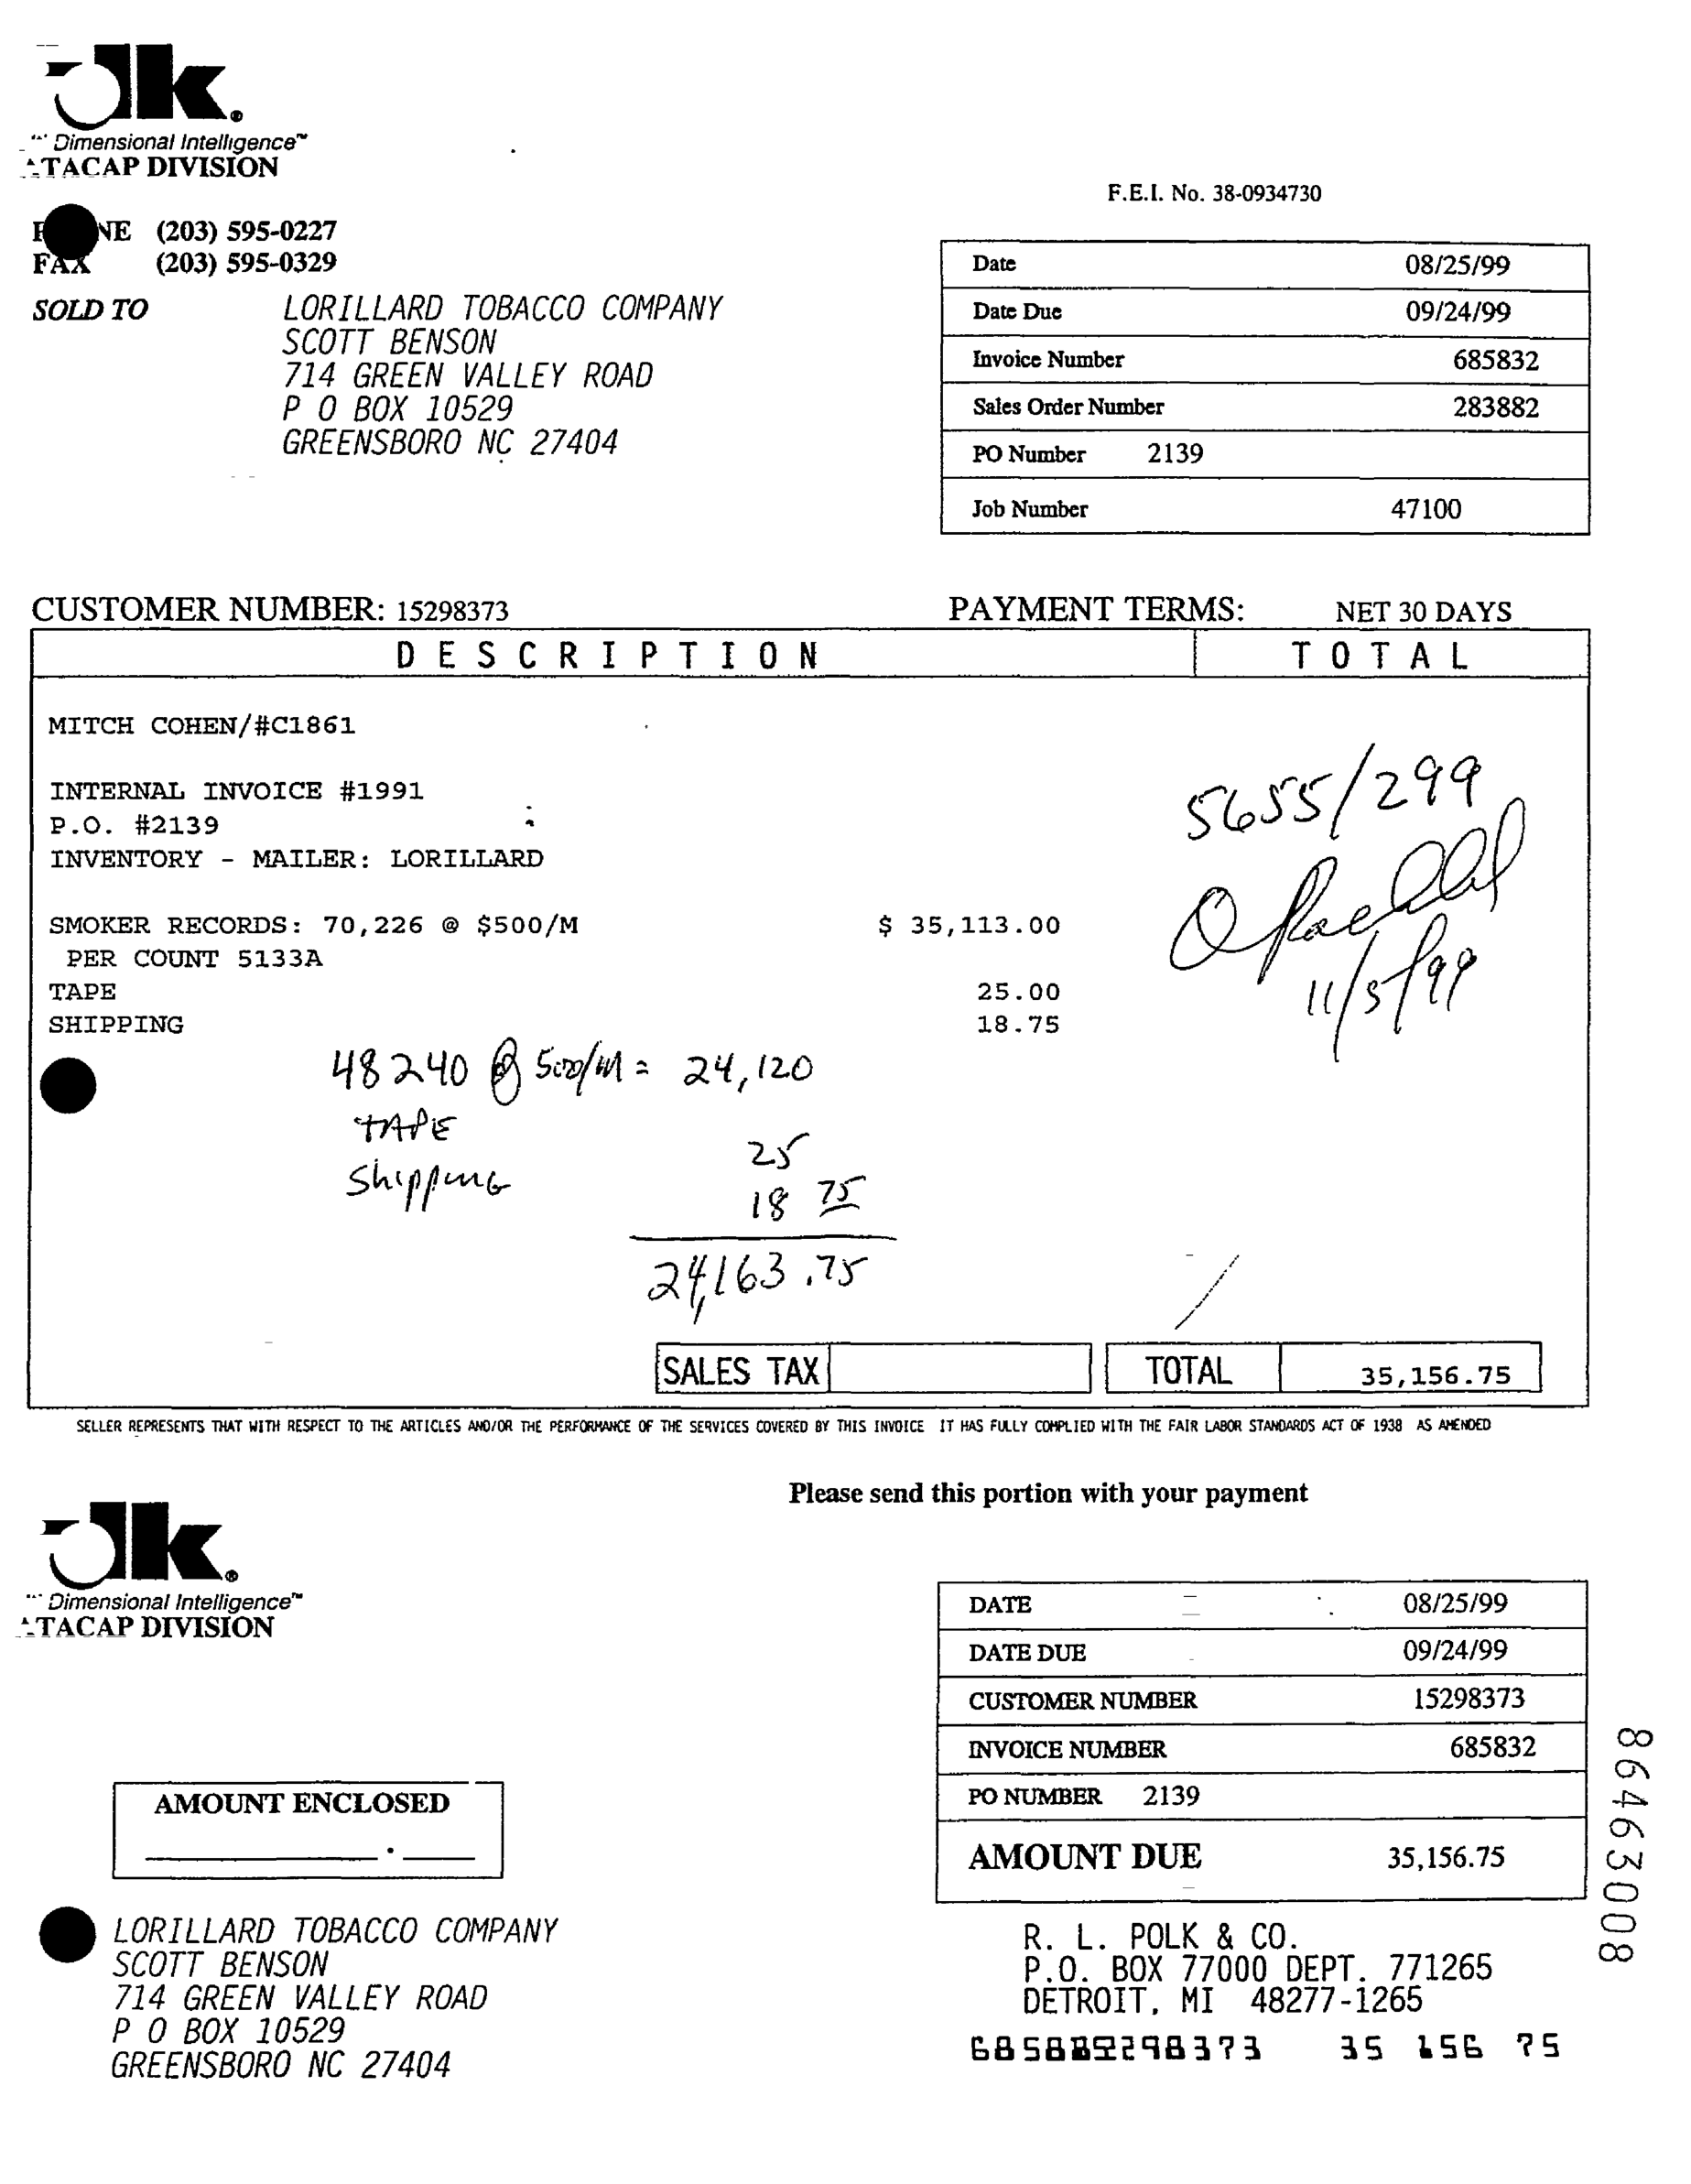 lk®
Dimensional Intelligence™
TACAP DIVISION
F.E.I. No. 38-0934730
NE (203) 595-0227
FAX (203) 595-0329
SOLD TO LORILLARD TOBACCO COMPANY
SCOTT BENSON
714 GREEN VALLEY ROAD
P O BOX 10529
GREENSBORO NC 27404
Date 08/25/99
Date Due 09/24/99
Invoice Number 685832
Sales Order Number 283882
PO Number 2139
Job Number 47100
CUSTOMER NUMBER: 15298373 PAYMENT TERMS: NET 30 DAYS
DESCRIPTION TOTAL
MITCH COHEN/#C1861
INTERNAL INVOICE #1991
P.O. #2139
INVENTORY - MAILER: LORILLARD
5655/299
SMOKER RECORDS: 70,226 @ $500/M $ 35,113.00
PER COUNT 5133A
TAPE 25.00
SHIPPING 18.75
11/5/99
48240 @ 500/M = 24,120
TAPE 25
Shipping 18 75
24,163.75
SALES TAX TOTAL 35,156.75
SELLER REPRESENTS THAT WITH RESPECT TO THE ARTICLES AND/OR THE PERFORMANCE OF THE SERVICES COVERED BY THIS INVOICE IT HAS FULLY COMPLIED WITH THE FAIR LABOR STANDARDS ACT OF 1938 AS AMENDED
Please send this portion with your payment
lk®
Dimensional Intelligence™
TACAP DIVISION
DATE 08/25/99
DATE DUE 09/24/99
CUSTOMER NUMBER 15298373
INVOICE NUMBER 685832
PO NUMBER 2139
AMOUNT DUE 35,156.75
AMOUNT ENCLOSED
86463008
LORILLARD TOBACCO COMPANY
SCOTT BENSON
714 GREEN VALLEY ROAD
P O BOX 10529
GREENSBORO NC 27404
R. L. POLK & CO.
P.O. BOX 77000 DEPT. 771265
DETROIT, MI 48277-1265
35 156 75